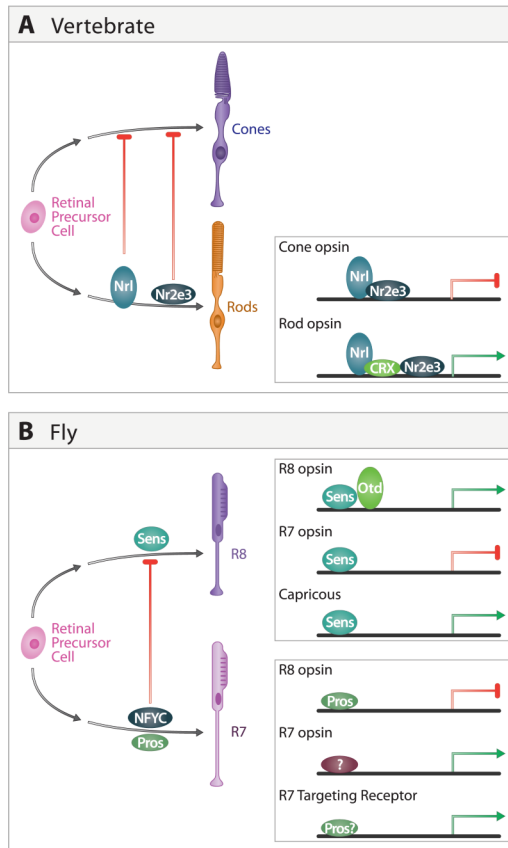 A Vertebrate
Cones
Retinal
Precursor
Cell
Nrl
Nr2e3
Rods
Cone opsin
Nrl
Nr2e3
Rod opsin
Nrl
CRX
Nr2e3
B Fly
Sens
R8
Retinal
Precursor
Cell
NFYC
Pros
R7
R8 opsin
Sens
Otd
R7 opsin
Sens
Capricous
Sens
R8 opsin
Pros
R7 opsin
?
R7 Targeting Receptor
Pros?